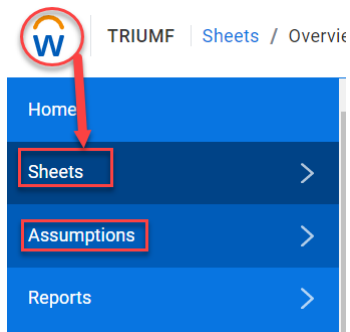 W TRIUMF Sheets / Overvie
Home
Sheets
Assumptions
Reports